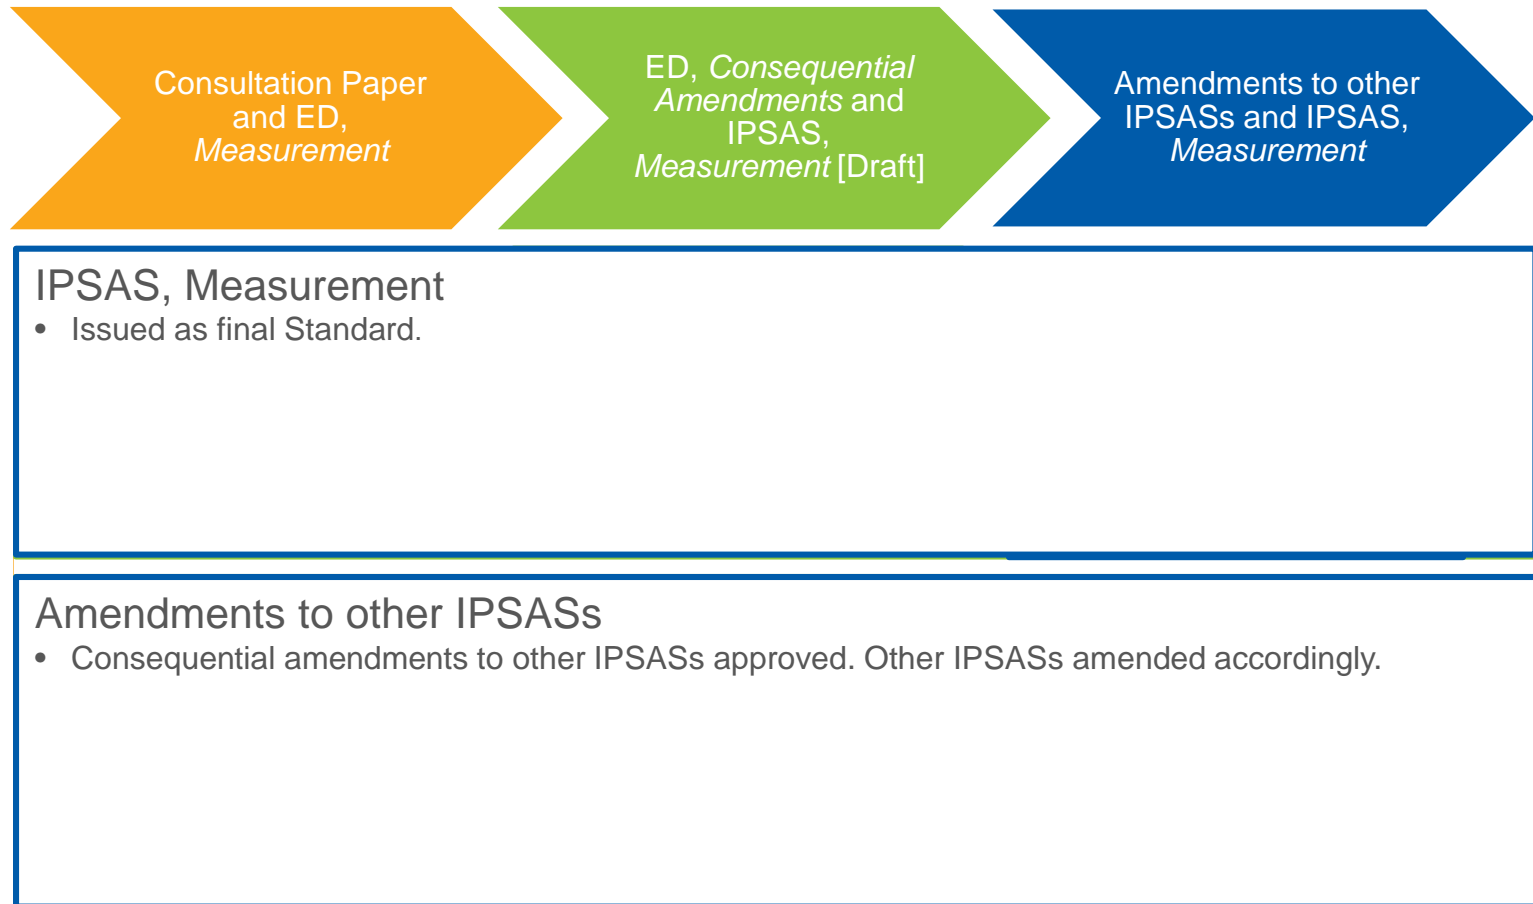 Consultation Paper
and ED,
Measurement
ED, Consequential
Amendments and
IPSAS,
Measurement [Draft]
Amendments to other
IPSASs and IPSAS,
Measurement
IPSAS, Measurement
• Issued as final Standard.
Amendments to other IPSASs
• Consequential amendments to other IPSASs approved. Other IPSASs amended accordingly.